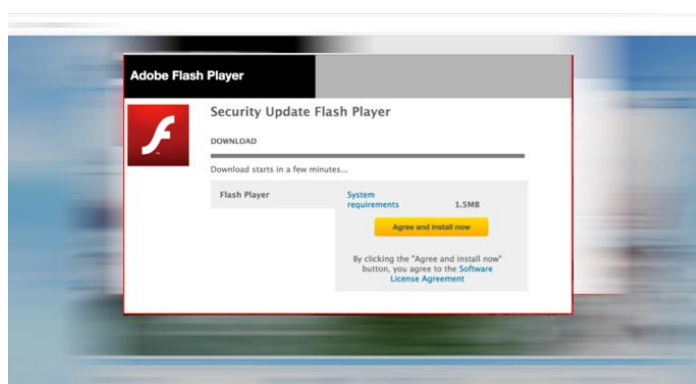 Adobe Flash Player
Security Update Flash Player
DOWNLOAD
Download starts in a few minutes...
Flash Player
System
requirements
1.5MB
Agree and install now
By clicking the "Agree and install now"
button, you agree to the Software
License Agreement